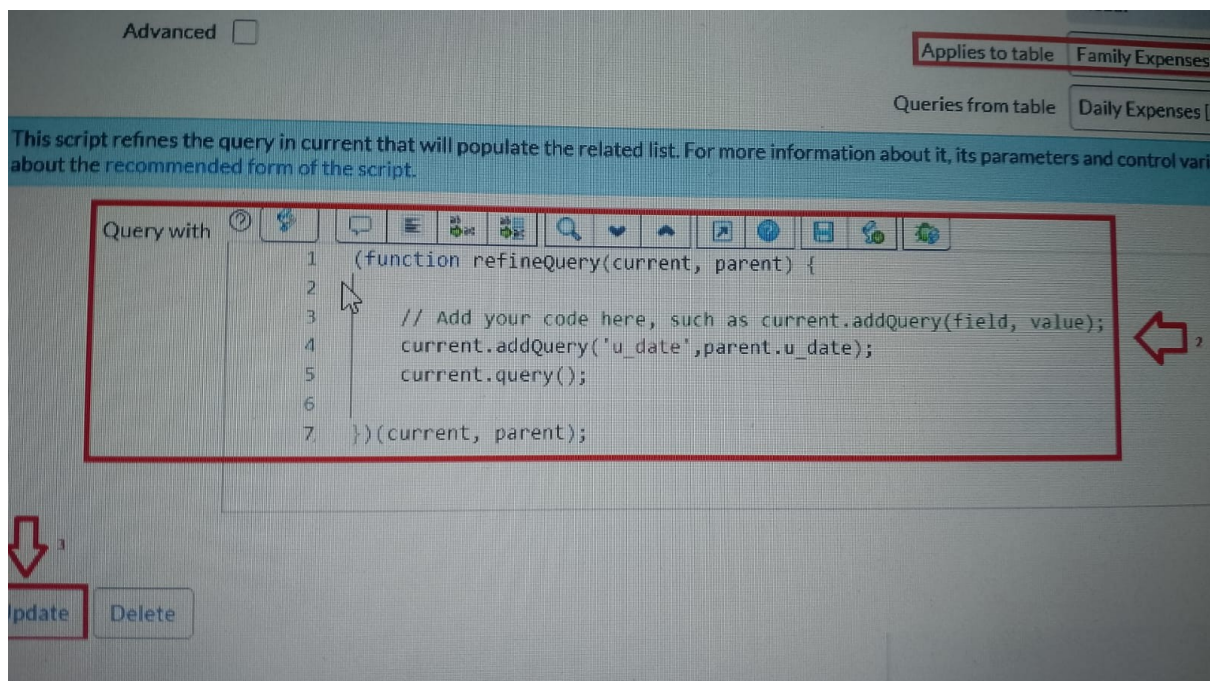 Advanced
Applies to table Family Expenses
Queries from table Daily Expenses [
This script refines the query in current that will populate the related list. For more information about it, its parameters and control vari
about the recommended form of the script.
Query with
1 (function refineQuery(current, parent) {
2
3 // Add your code here, such as current.addQuery(field, value);
4 current.addQuery('u_date',parent.u_date);
5 current.query();
6
7 })(current, parent);
2
3
pdate Delete